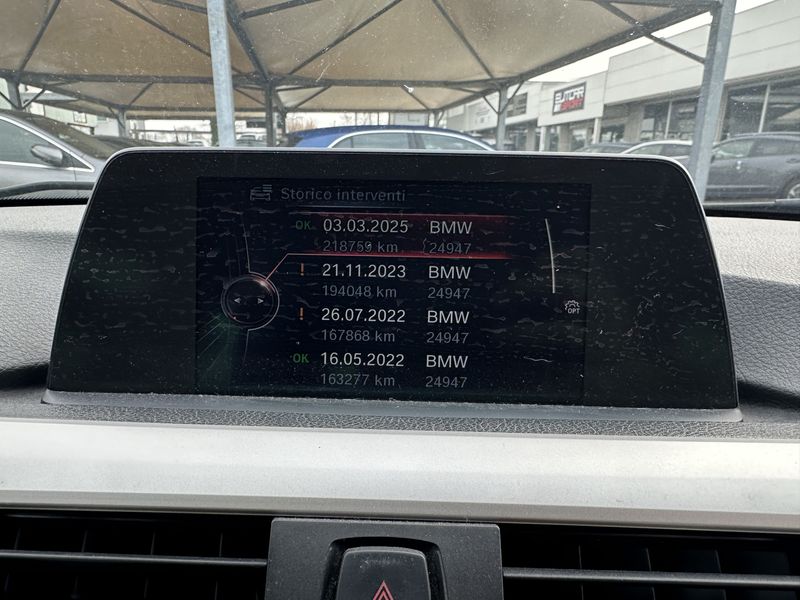 Storico interventi
OK 03.03.2025 BMW
218759 km 24947
! 21.11.2023 BMW
194048 km 24947
! 26.07.2022 BMW
167868 km 24947
OK 16.05.2022 BMW
163277 km 24947
OPT